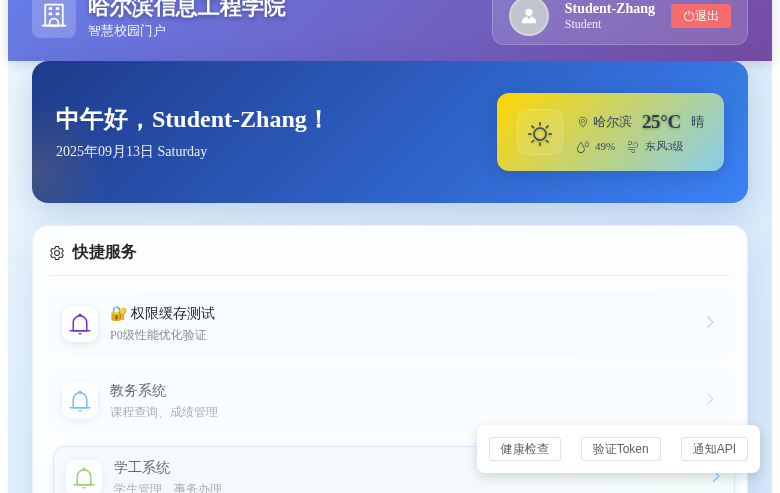 哈尔滨信息工程学院
智慧校园门户
Student-Zhang
Student
退出
中午好，Student-Zhang！
2025年09月13日 Saturday
哈尔滨 25°C 晴
49% 东风3级
快捷服务
🔐 权限缓存测试
P0级性能优化验证
教务系统
课程查询、成绩管理
学工系统
学生管理、事务办理
健康检查 验证Token 通知API